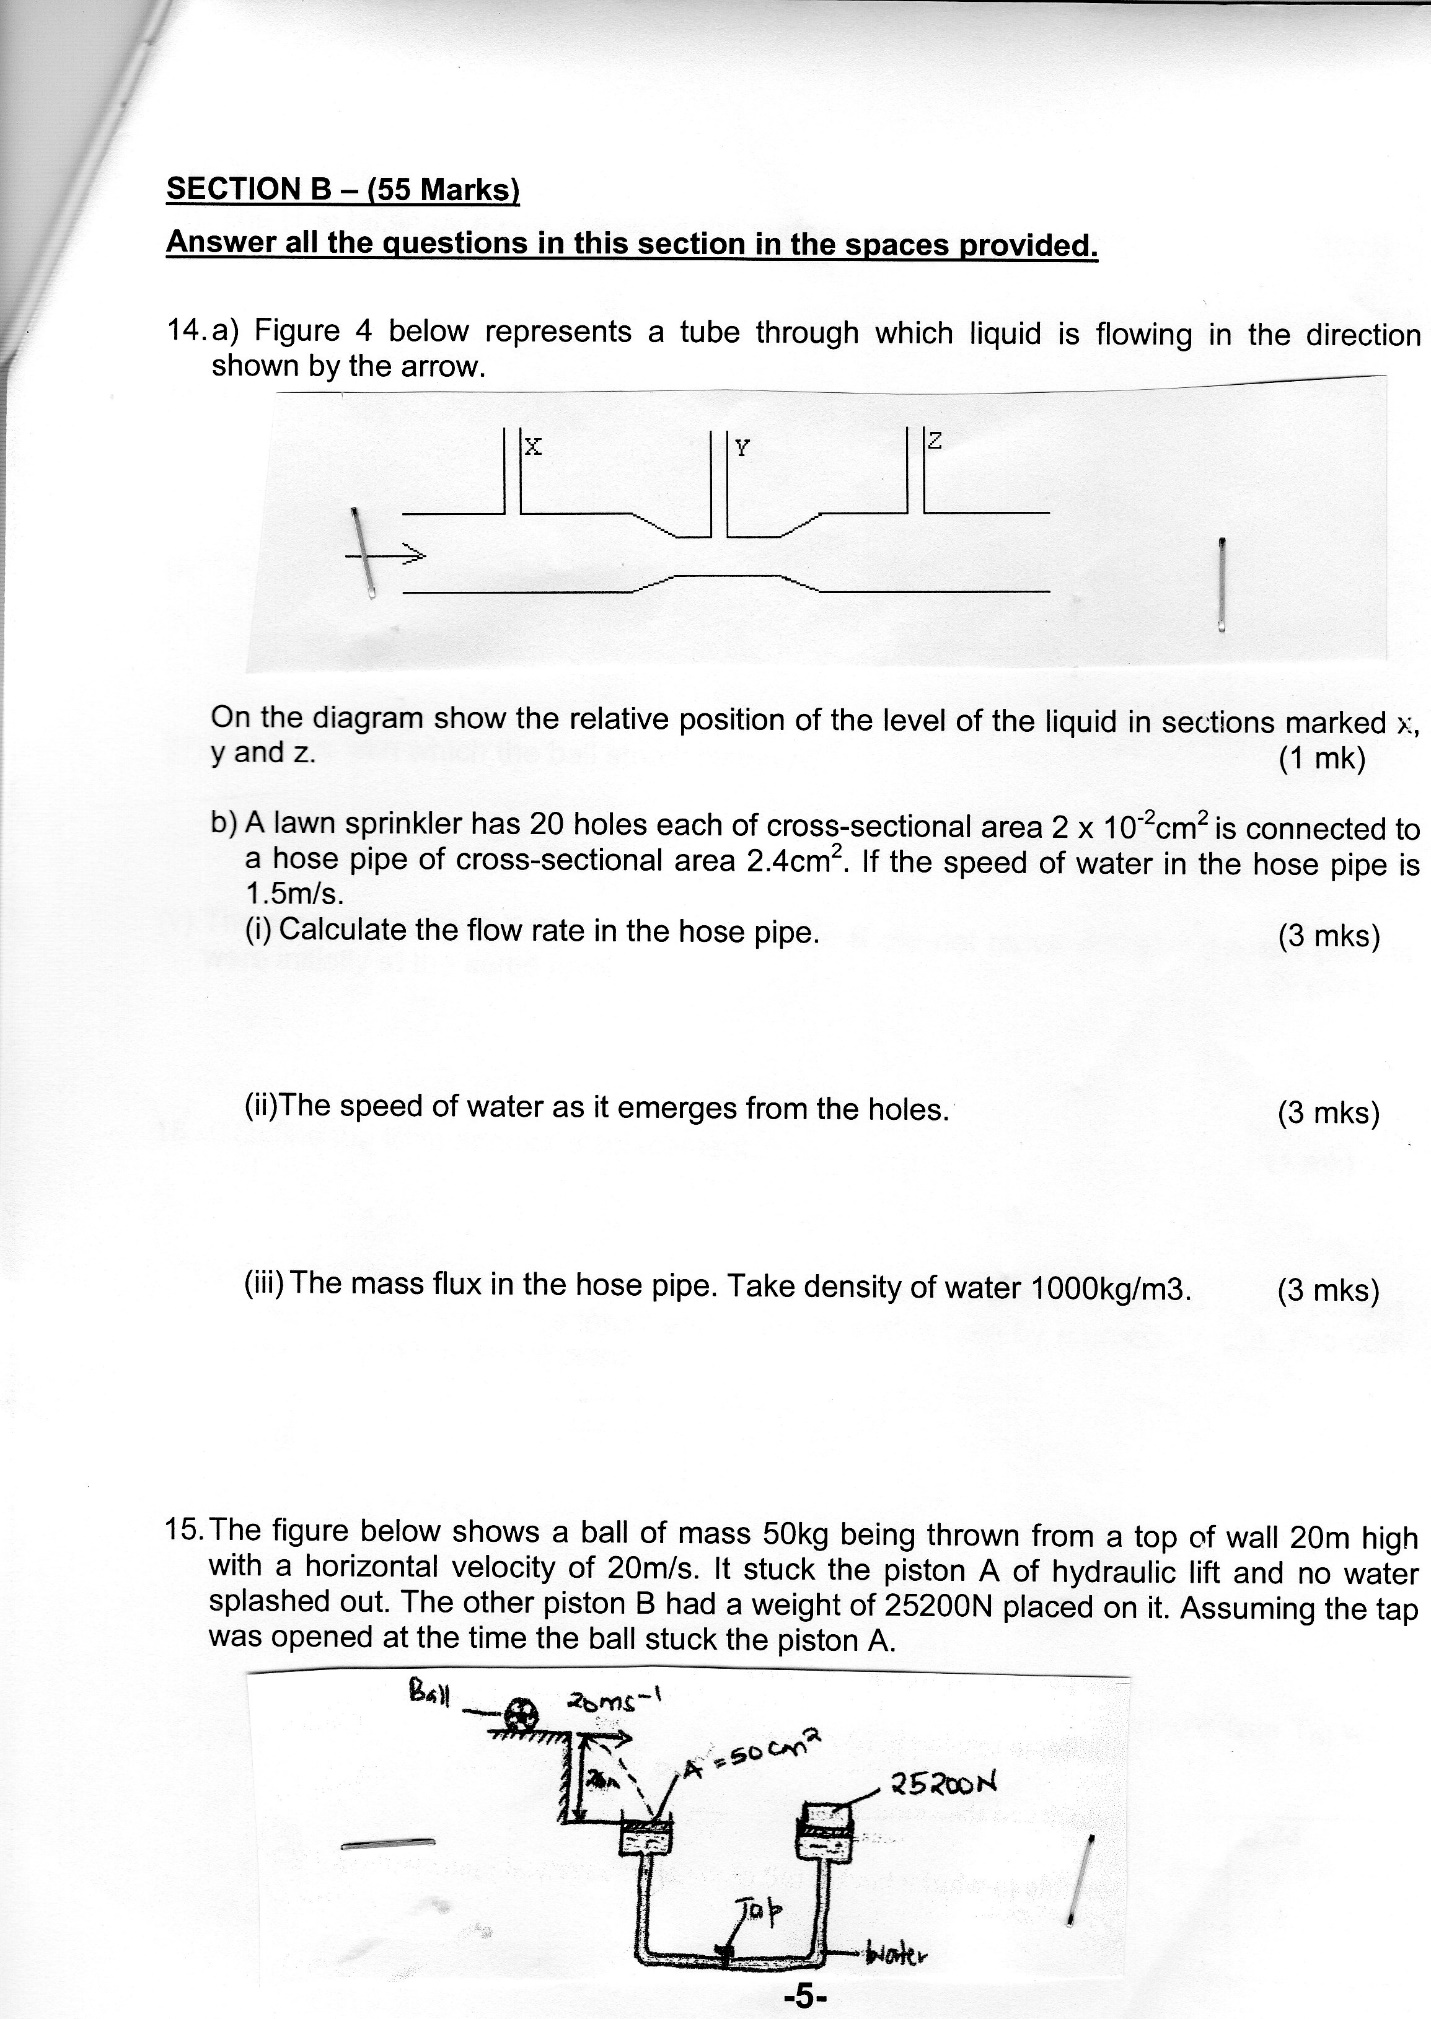 SECTION B – (55 Marks)
Answer all the questions in this section in the spaces provided.
14.a) Figure 4 below represents a tube through which liquid is flowing in the direction
shown by the arrow.
X Y Z
On the diagram show the relative position of the level of the liquid in sections marked x,
y and z. (1 mk)
b) A lawn sprinkler has 20 holes each of cross-sectional area 2 x 10⁻²cm² is connected to
a hose pipe of cross-sectional area 2.4cm². If the speed of water in the hose pipe is
1.5m/s.
(i) Calculate the flow rate in the hose pipe. (3 mks)
(ii)The speed of water as it emerges from the holes. (3 mks)
(iii) The mass flux in the hose pipe. Take density of water 1000kg/m3. (3 mks)
15. The figure below shows a ball of mass 50kg being thrown from a top of wall 20m high
with a horizontal velocity of 20m/s. It stuck the piston A of hydraulic lift and no water
splashed out. The other piston B had a weight of 25200N placed on it. Assuming the tap
was opened at the time the ball stuck the piston A.
Ball 20ms⁻¹
A = 50cm²
20m
25200N
Tap
Water
-5-